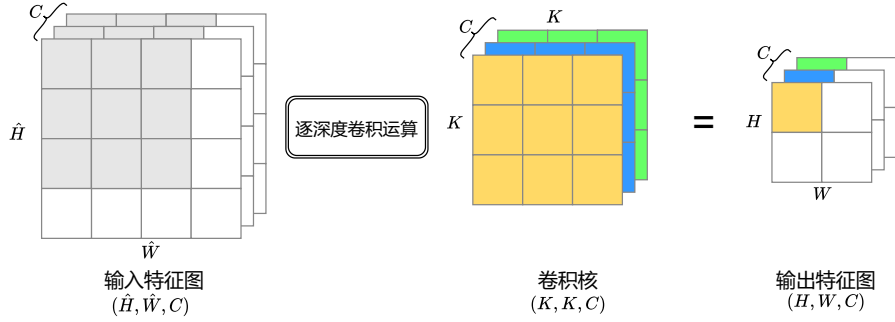 C
Ĥ
Ŵ
输入特征图
(Ĥ, Ŵ, C)
逐深度卷积运算
C
K
K
卷积核
(K, K, C)
=
C
H
W
输出特征图
(H, W, C)